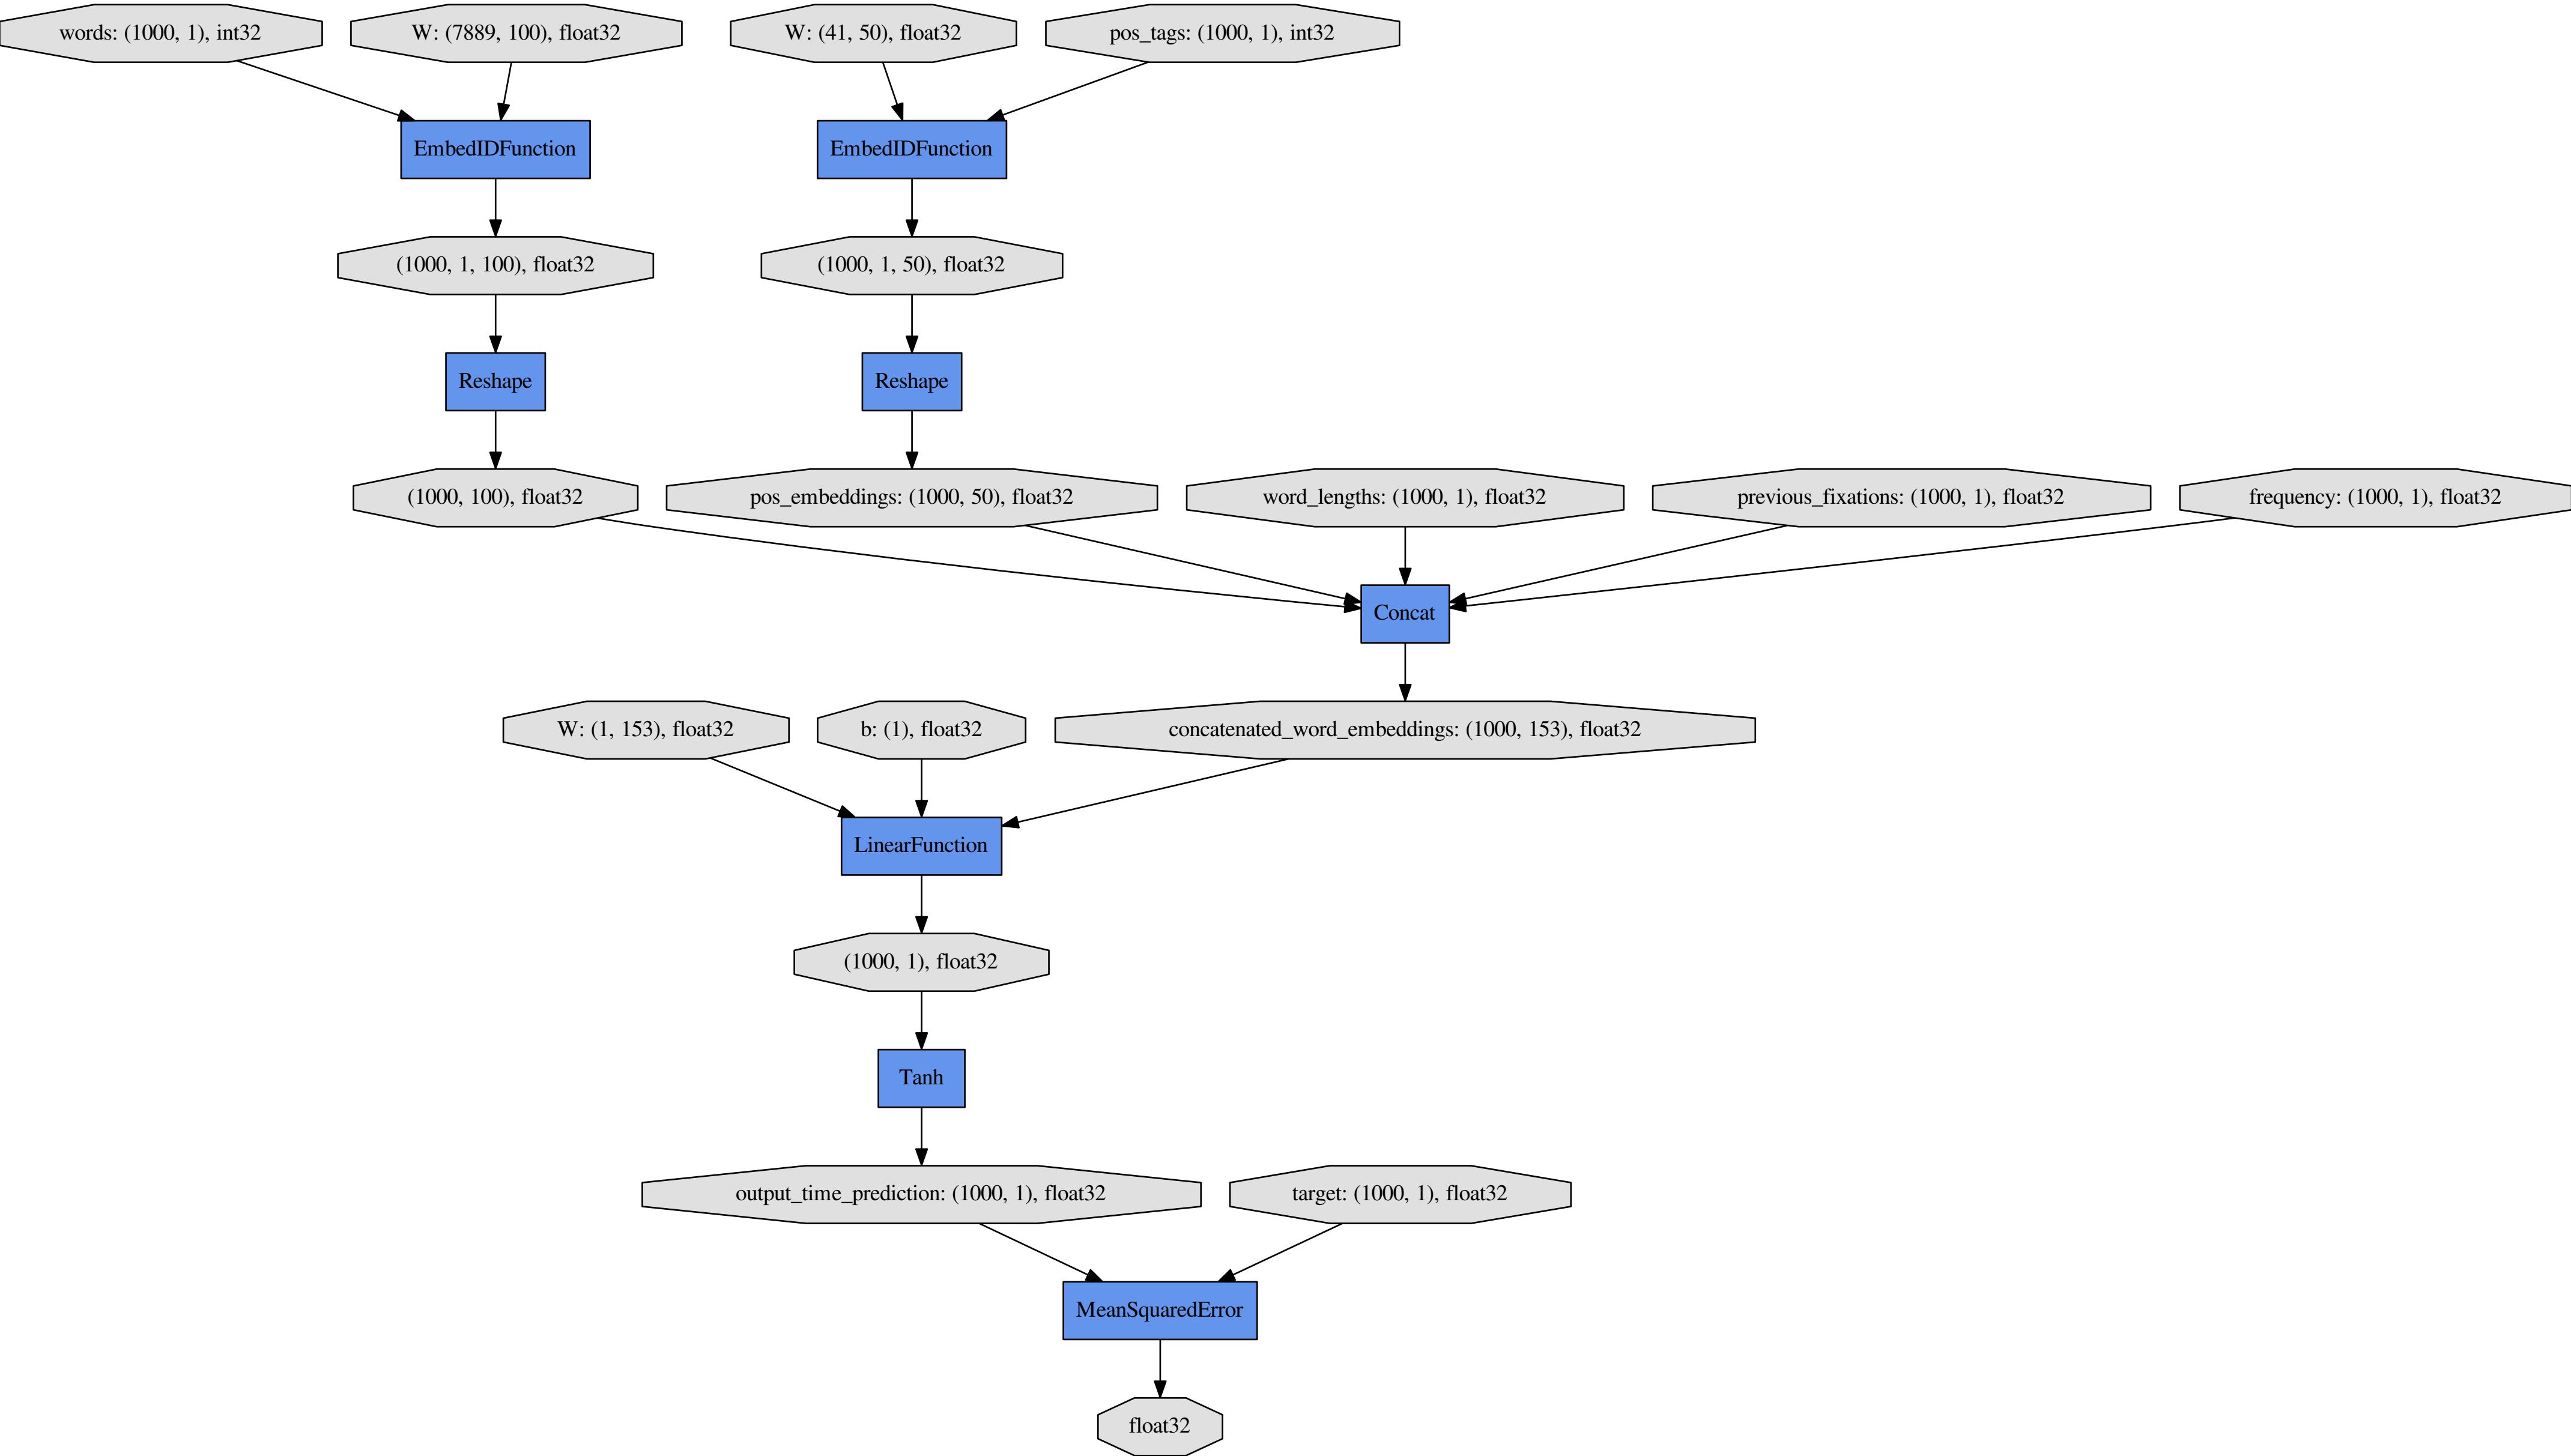 words: (1000, 1), int32
W: (7889, 100), float32
W: (41, 50), float32
pos_tags: (1000, 1), int32
EmbedIDFunction
EmbedIDFunction
(1000, 1, 100), float32
(1000, 1, 50), float32
Reshape
Reshape
(1000, 100), float32
pos_embeddings: (1000, 50), float32
word_lengths: (1000, 1), float32
previous_fixations: (1000, 1), float32
frequency: (1000, 1), float32
Concat
W: (1, 153), float32
b: (1), float32
concatenated_word_embeddings: (1000, 153), float32
LinearFunction
(1000, 1), float32
Tanh
output_time_prediction: (1000, 1), float32
target: (1000, 1), float32
MeanSquaredError
float32